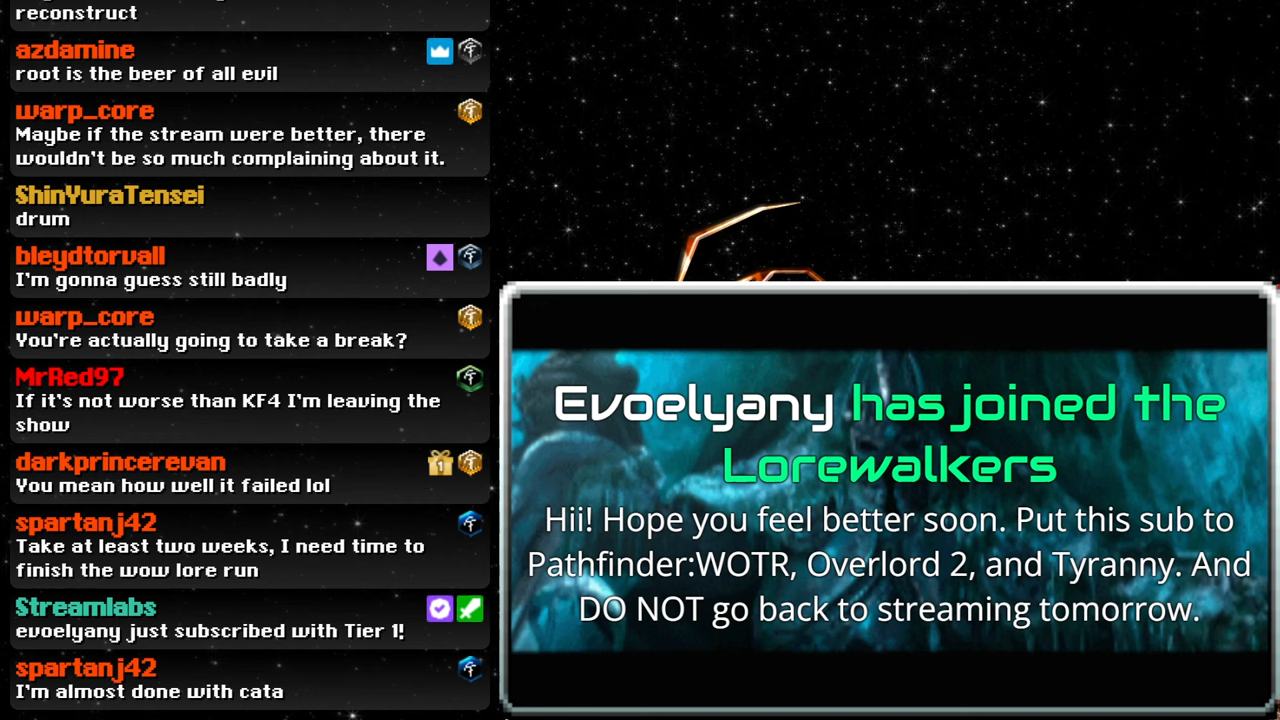 reconstruct
azdamine
root is the beer of all evil
warp_core
Maybe if the stream were better, there
wouldn't be so much complaining about it.
ShinYuraTensei
drum
bleydtorvall
I'm gonna guess still badly
warp_core
You're actually going to take a break?
MrRed97
If it's not worse than KF4 I'm leaving the
show
darkprincerevan
1
You mean how well it failed lol
spartanj42
Take at least two weeks, I need time to
finish the wow lore run
Streamlabs
evoelyany just subscribed with Tier 1!
spartanj42
I'm almost done with cata
Evoelyany has joined the
Lorewalkers
Hii! Hope you feel better soon. Put this sub to
Pathfinder:WOTR, Overlord 2, and Tyranny. And
DO NOT go back to streaming tomorrow.